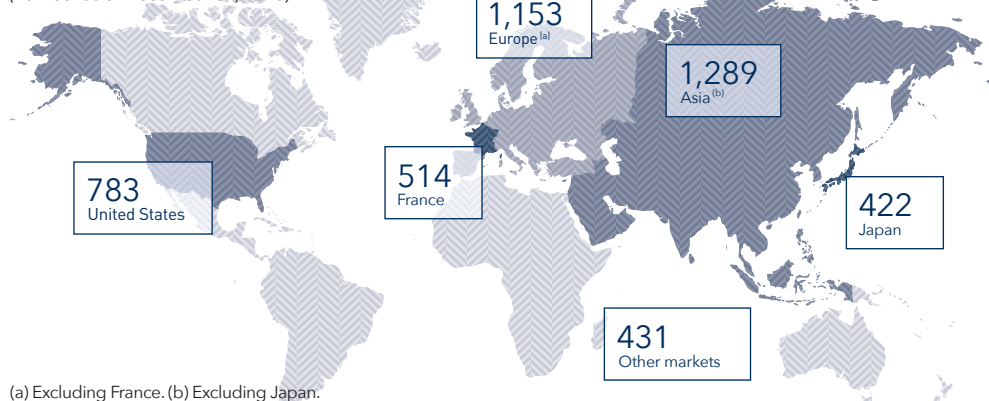 1,153
Europe (a)
1,289
Asia (b)
783
United States
514
France
422
Japan
431
Other markets
(a) Excluding France. (b) Excluding Japan.